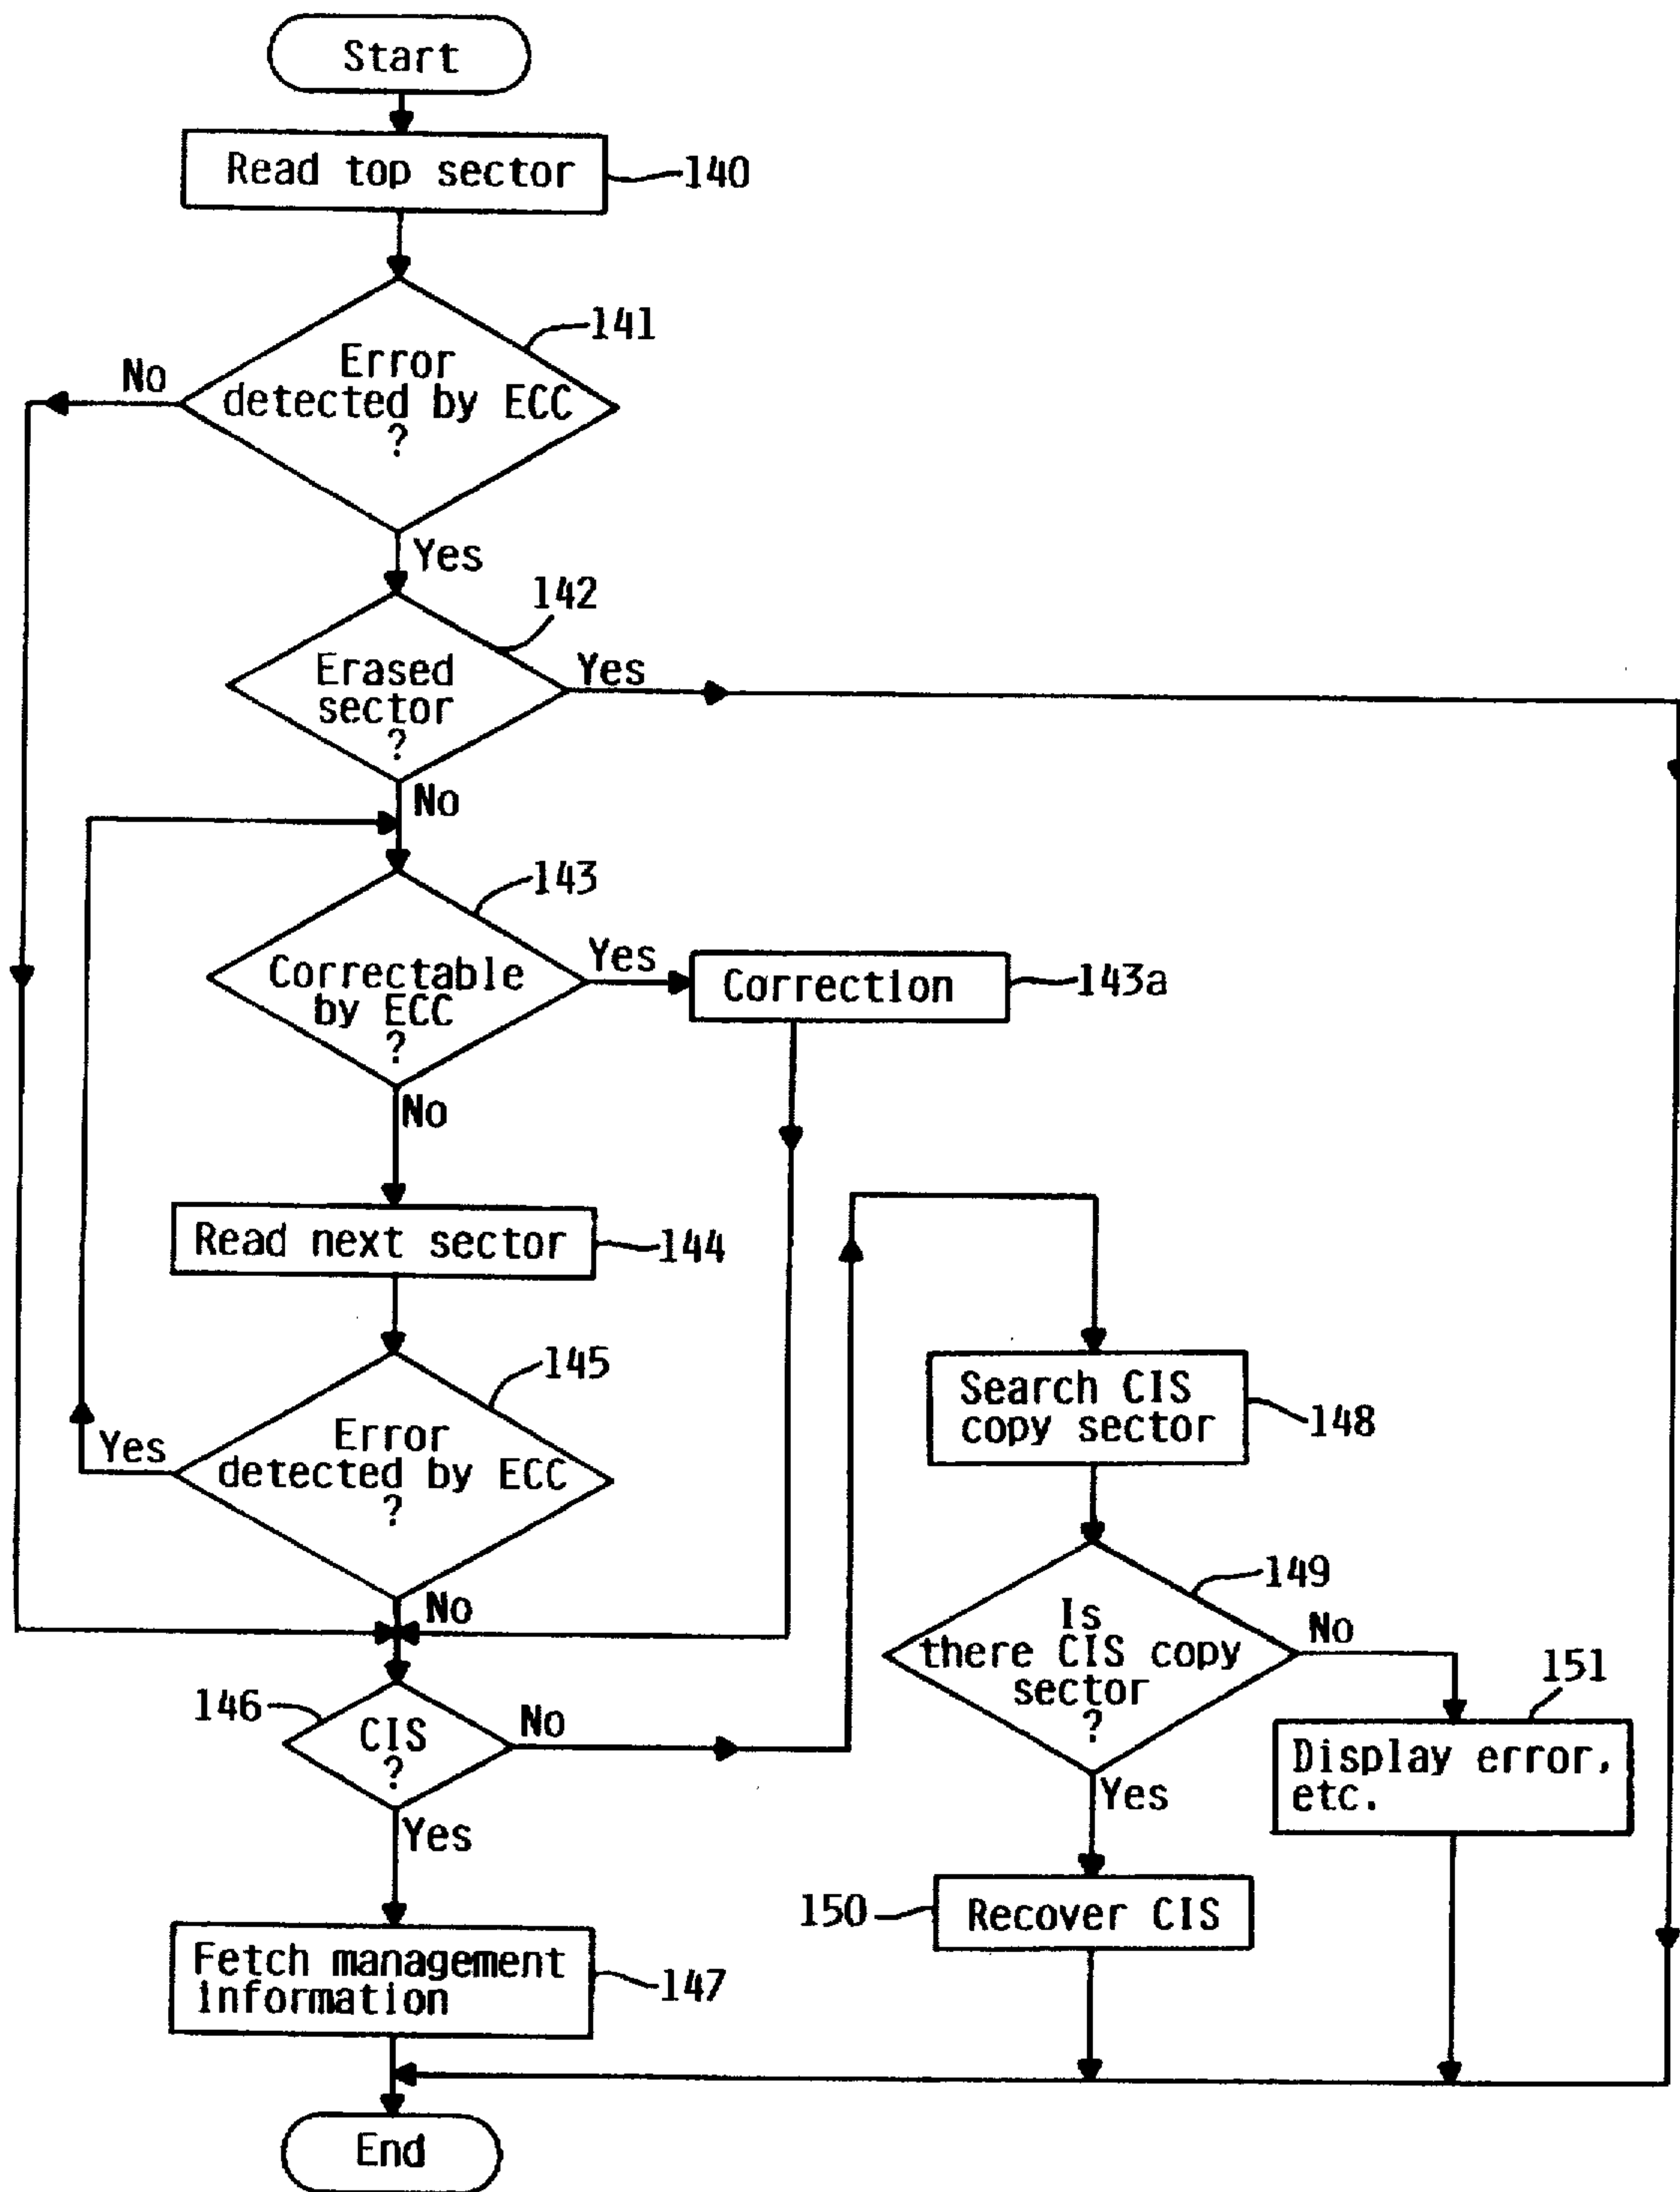 Start
Read top sector
140
141
Error
detected by ECC
?
No
Yes
142
Erased
sector
?
Yes
No
143
Correctable
by ECC
?
Yes
Correction
143a
No
Read next sector
144
145
Error
detected by ECC
?
Yes
No
146
CIS
?
No
Yes
Fetch management
information
147
Search CIS
copy sector
148
149
Is
there CIS copy
sector
?
No
151
Display error,
etc.
Yes
150
Recover CIS
End